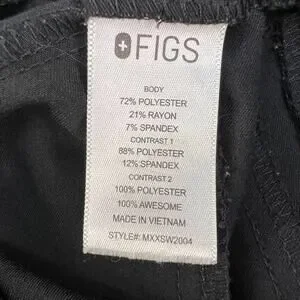 FIGS
BODY
72% POLYESTER
21% RAYON
7% SPANDEX
CONTRAST 1
88% POLYESTER
12% SPANDEX
CONTRAST 2
100% POLYESTER
100% AWESOME
MADE IN VIETNAM
STYLE#: MXXSW2004